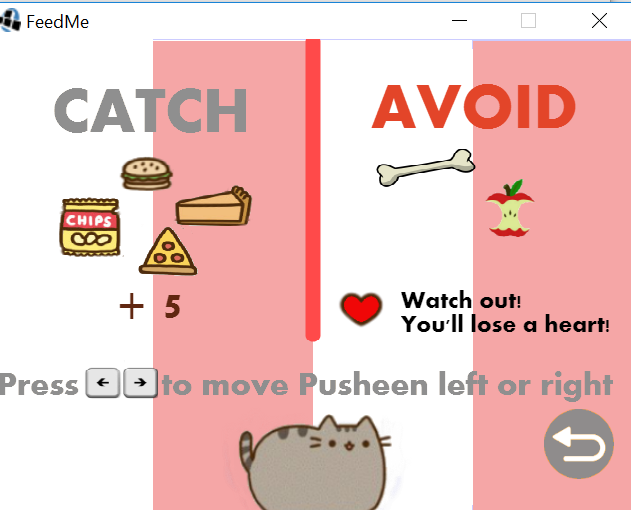 FeedMe
CATCH
AVOID
CHIPS
+ 5
Watch out!
You'll lose a heart!
Press ← → to move Pusheen left or right